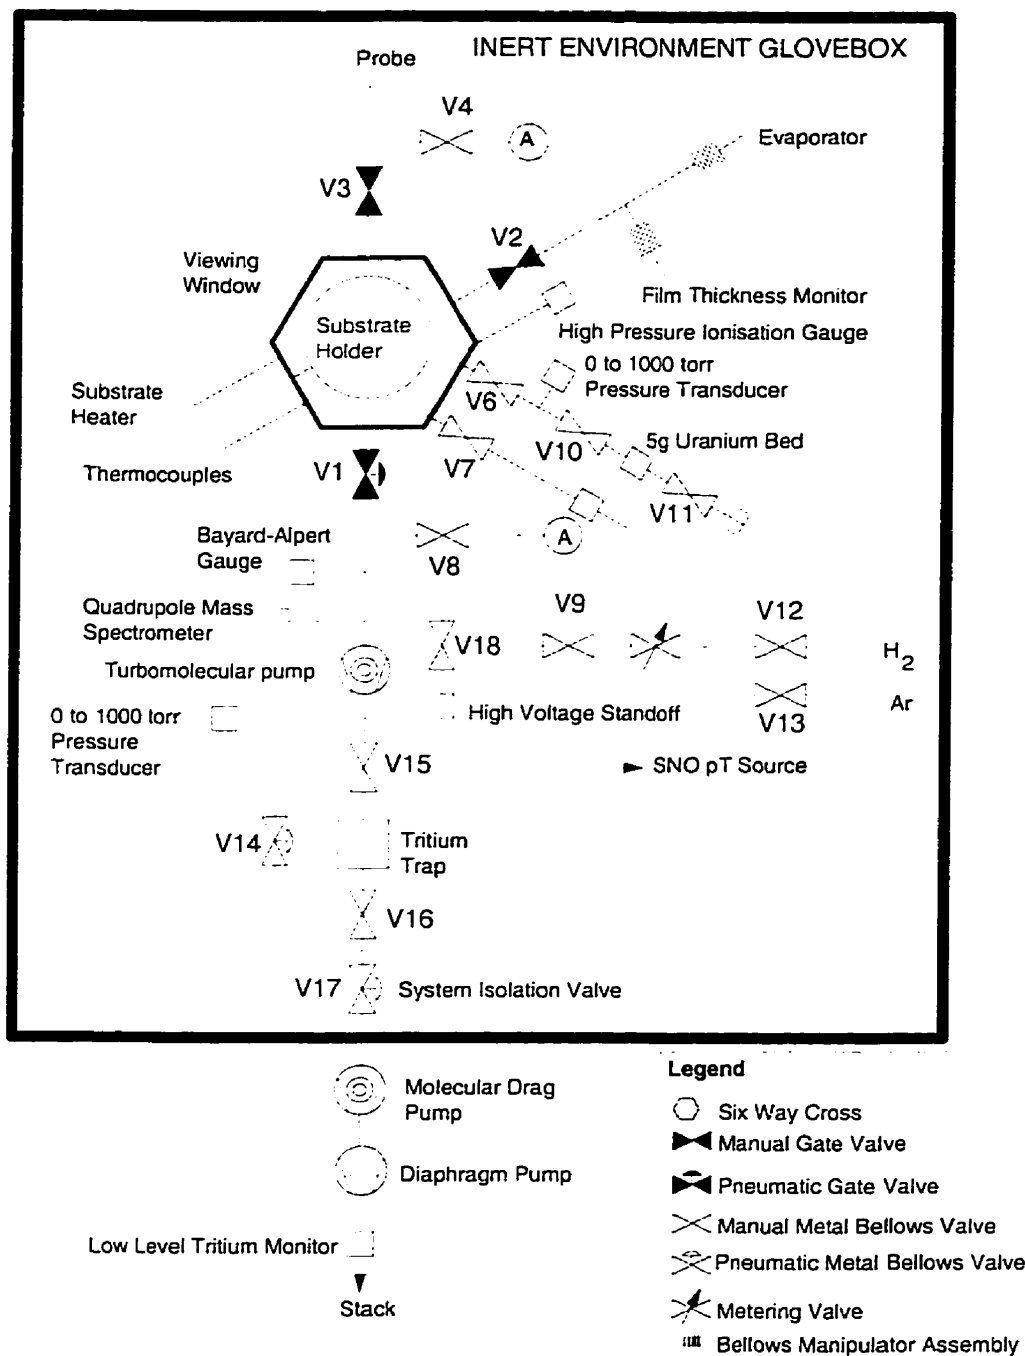 INERT ENVIRONMENT GLOVEBOX
Probe
V4
A
Evaporator
V3
V2
Viewing
Window
Film Thickness Monitor
Substrate
Holder
High Pressure Ionisation Gauge
0 to 1000 torr
Pressure Transducer
Substrate
Heater
V6
V10
5g Uranium Bed
Thermocouples
V1
V7
V11
Bayard-Alpert
Gauge
V8
A
Quadrupole Mass
Spectrometer
V9
V12
V18
H2
Turbomolecular pump
0 to 1000 torr
Pressure
Transducer
High Voltage Standoff
Ar
V13
V15
SNO pT Source
V14
Tritium
Trap
V16
V17
System Isolation Valve
Molecular Drag
Pump
Diaphragm Pump
Low Level Tritium Monitor
Stack
Legend
Six Way Cross
Manual Gate Valve
Pneumatic Gate Valve
Manual Metal Bellows Valve
Pneumatic Metal Bellows Valve
Metering Valve
Bellows Manipulator Assembly